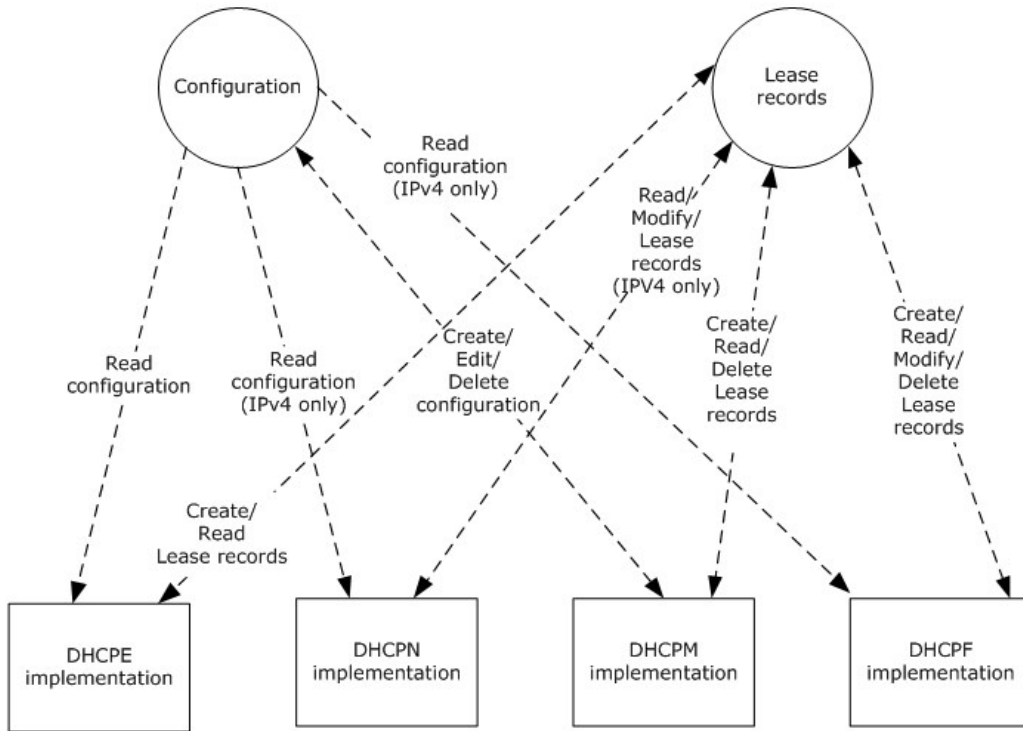 Configuration
Lease
records
Read
configuration
(IPv4 only)
Read/
Modify/
Lease
records
(IPV4 only)
Create/
Read/
Delete
Lease
records
Create/
Read/
Modify/
Delete
Lease
records
Read
configuration
Read
configuration
(IPv4 only)
Create/
Edit/
Delete
configuration
Create/
Read
Lease records
DHCPE
implementation
DHCPN
implementation
DHCPM
implementation
DHCPF
implementation